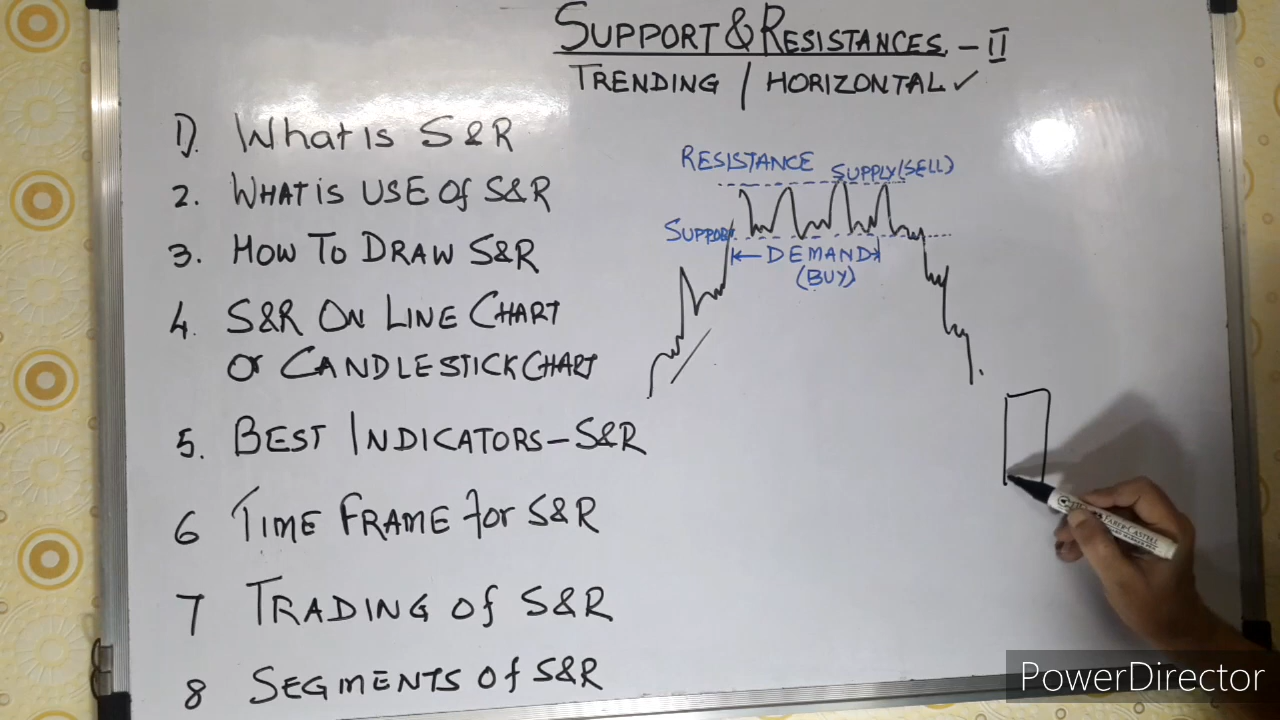 SUPPORT & RESISTANCES - II
TRENDING / HORIZONTAL ✓
1). What is S&R
2. WHAT is USE Of S&R
3. HOW TO DRAW S&R
4. S&R ON LINE CHART
or CANDLESTICK CHART
5. BEST INDICATORS - S&R
6 TIME FRAME for S&R
7 TRADING of S&R
8 SEGMENTS of S&R
RESISTANCE
SUPPLY (SELL)
SUPPORT
DEMAND
(BUY)
FABER-CASTELL
PowerDirector